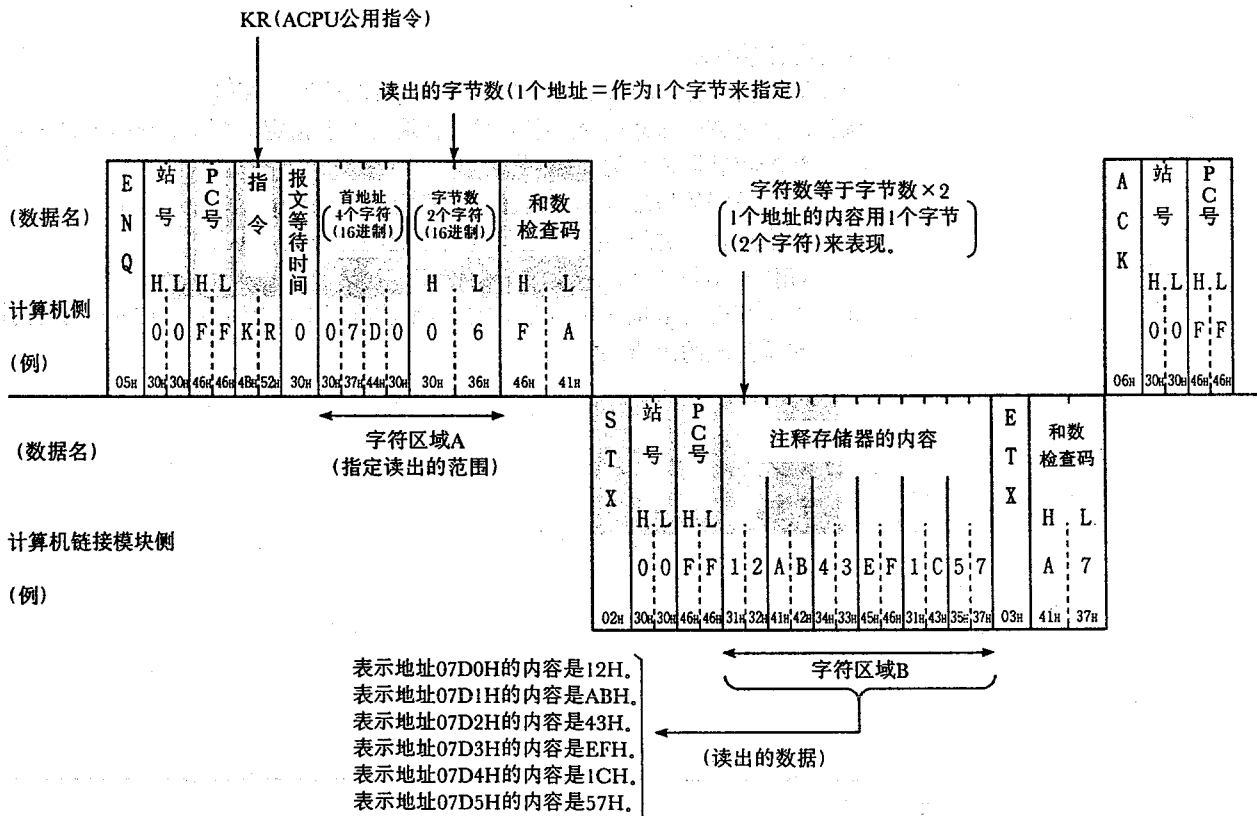 KR(ACPU公用指令)
读出的字节数(1个地址＝作为1个字节来指定)
(数据名)
计算机侧
(例)
ENQ
05H
站号
H L
0 0
30H 30H
PC号
H L
F F
46H 46H
指令
K R
4BH 52H
报文等待时间
0
30H
首地址
4个字符
(16进制)
0 7 D 0
30H 37H 44H 30H
字节数
2个字符
(16进制)
H L
0 6
30H 36H
和数
检查码
H L
F A
46H 41H
字符数等于字节数×2
1个地址的内容用1个字节
(2个字符)来表现。
ACK
06H
站号
H L
0 0
30H 30H
PC号
H L
F F
46H 46H
字符区域A
(指定读出的范围)
(数据名)
计算机链接模块侧
(例)
STX
02H
站号
H L
0 0
30H 30H
PC号
H L
F F
46H 46H
注释存储器的内容
1 2 A B 4 3 E F 1 C 5 7
31H 32H 41H 42H 34H 33H 45H 46H 31H 43H 35H 37H
ETX
03H
和数
检查码
H L
A 7
41H 37H
字符区域B
(读出的数据)
表示地址07D0H的内容是12H。
表示地址07D1H的内容是ABH。
表示地址07D2H的内容是43H。
表示地址07D3H的内容是EFH。
表示地址07D4H的内容是1CH。
表示地址07D5H的内容是57H。